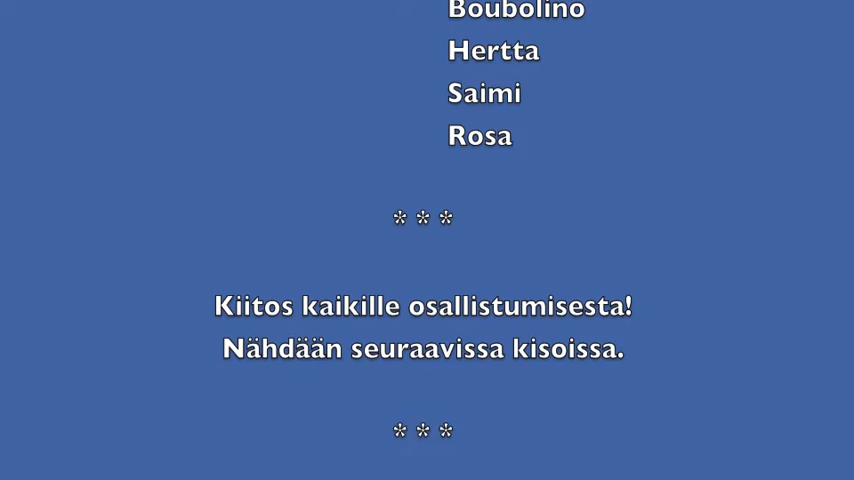 Boubolino
Hertta
Saimi
Rosa
* * *
Kiitos kaikille osallistumisesta!
Nähdään seuraavissa kisoissa.
* * *